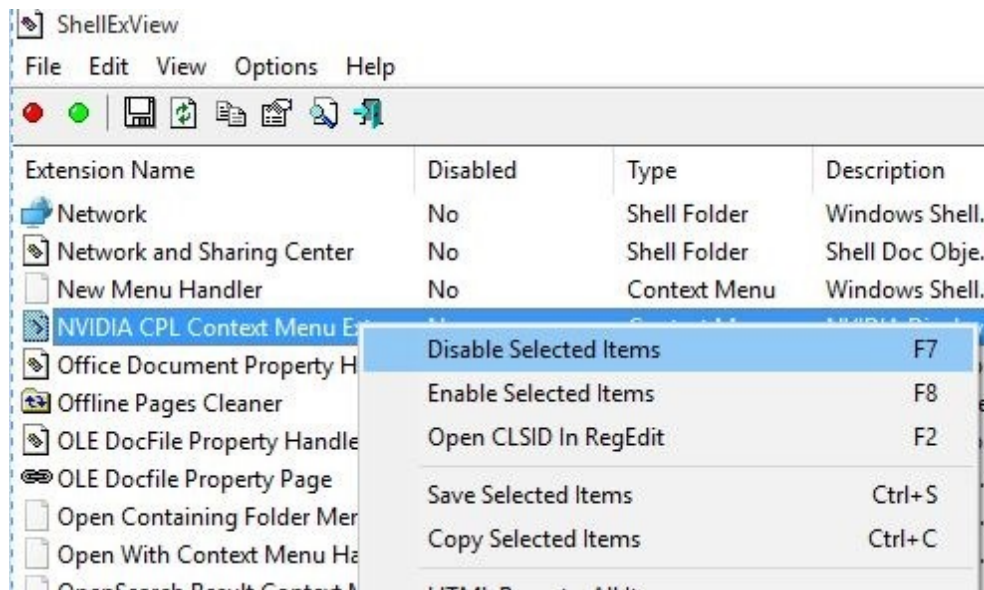 ShellExView
File Edit View Options Help
Extension Name Disabled Type Description
Network No Shell Folder Windows Shell.
Network and Sharing Center No Shell Folder Shell Doc Obje.
New Menu Handler No Context Menu Windows Shell.
NVIDIA CPL Context Menu
Disable Selected Items F7
Office Document Property H
Enable Selected Items F8
Offline Pages Cleaner
Open CLSID In RegEdit F2
OLE DocFile Property Handle
OLE Docfile Property Page
Save Selected Items Ctrl+S
Open Containing Folder Mer
Copy Selected Items Ctrl+C
Open With Context Menu Ha